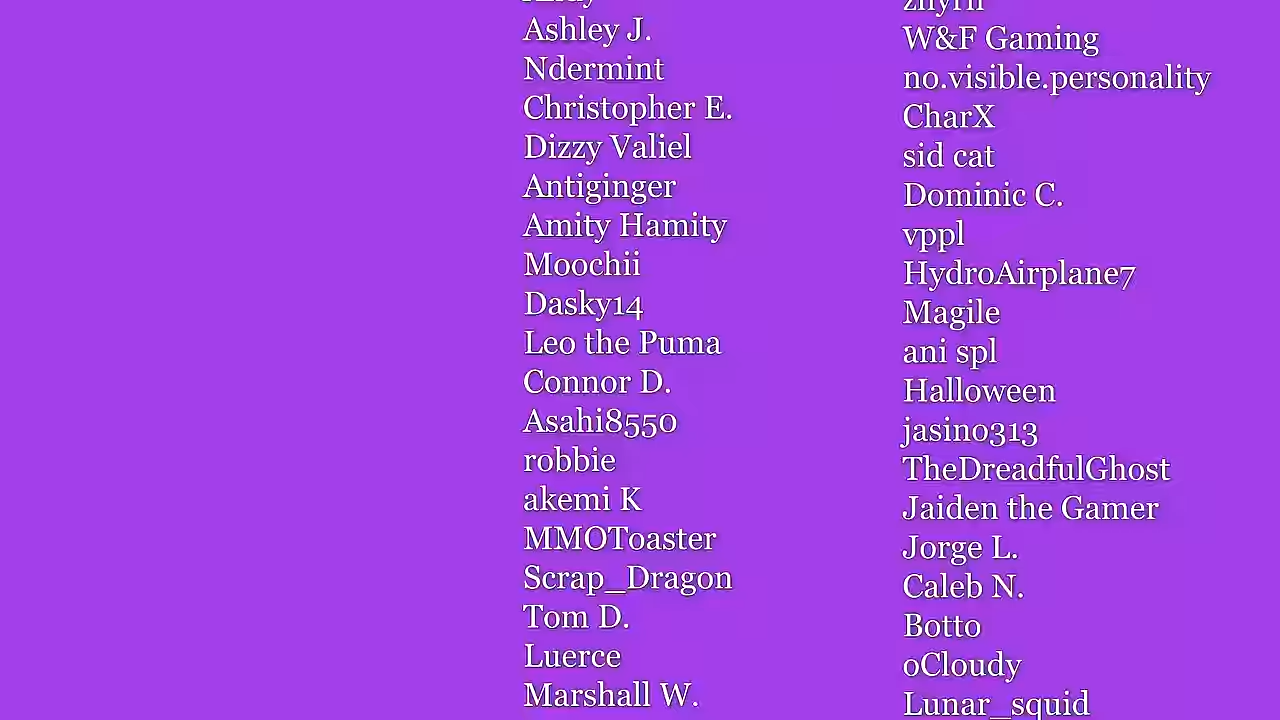 Ashley J.
Ndermint
Christopher E.
Dizzy Valiel
Antiginger
Amity Hamity
Moochii
Dasky14
Leo the Puma
Connor D.
Asahi8550
robbie
akemi K
MMOToaster
Scrap_Dragon
Tom D.
Luerce
Marshall W.
W&F Gaming
no.visible.personality
CharX
sid cat
Dominic C.
vppl
HydroAirplane7
Magile
ani spl
Halloween
jasino313
TheDreadfulGhost
Jaiden the Gamer
Jorge L.
Caleb N.
Botto
oCloudy
Lunar_squid